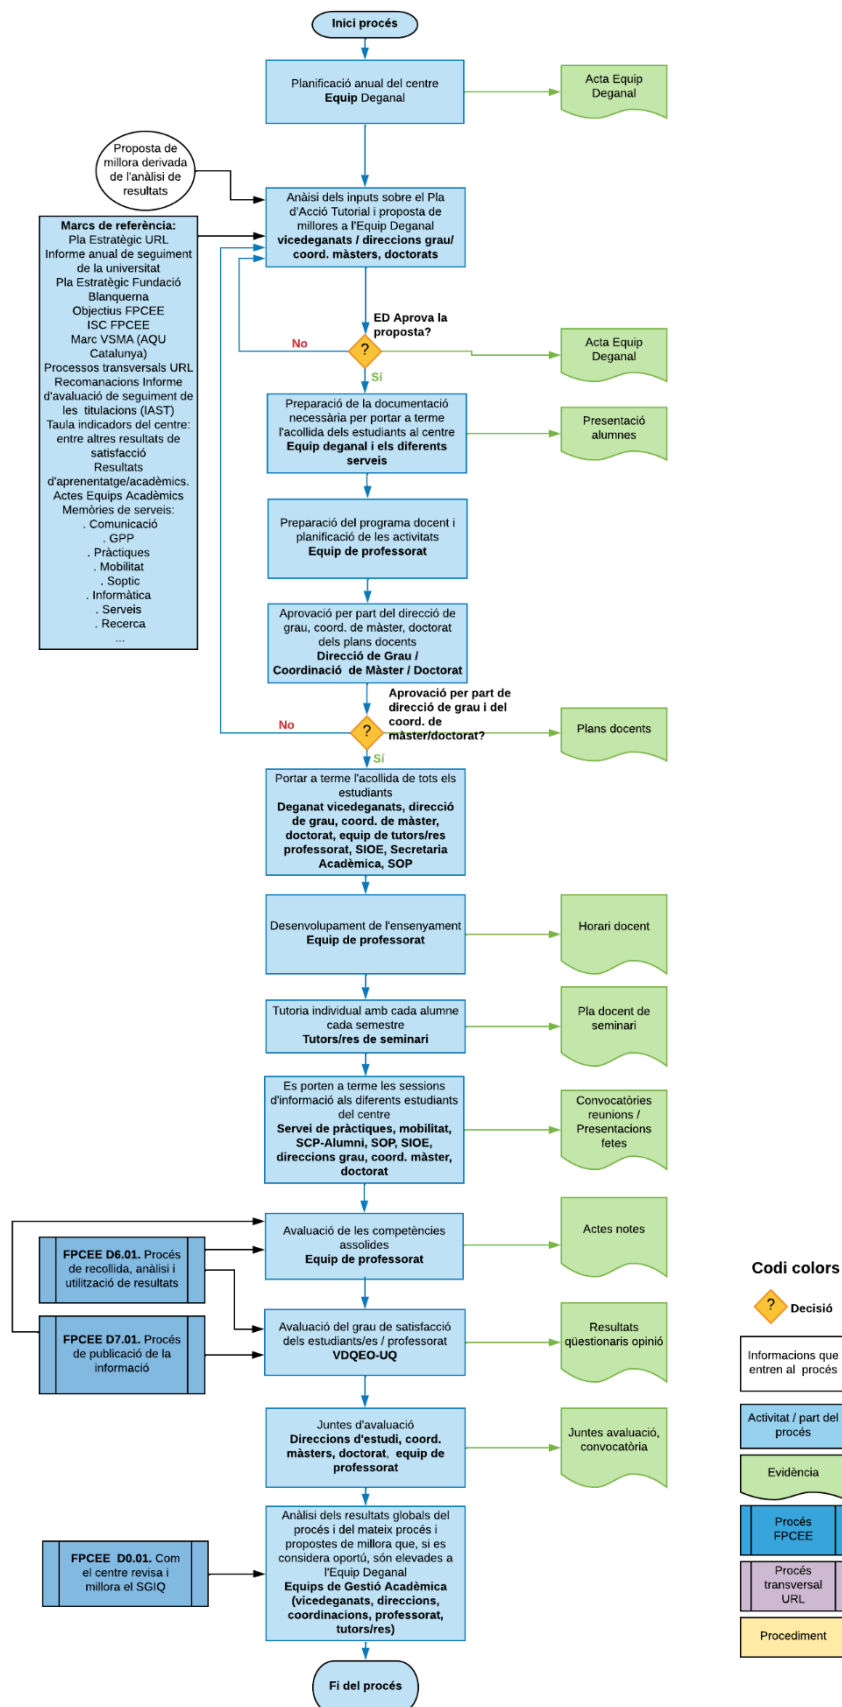 Inici procés
Planificació anual del centre
Equip Deganal
Acta Equip
Deganal
Proposta de
millora derivada
de l'anàlisi de
resultats
Anàisi dels inputs sobre el Pla
d'Acció Tutorial i proposta de
millores a l'Equip Deganal
vicedeganats / direccions grau/
coord. màsters, doctorats
Marcs de referència:
Pla Estratègic URL
Informe anual de seguiment
de la universitat
Pla Estratègic Fundació
Blanquerna
Objectius FPCEE
ISC FPCEE
Marc VSMA (AQU
Catalunya)
Processos transversals URL
Recomanacions Informe
d'avaluació de seguiment de
les titulacions (IAST)
Taula indicadors del centre:
entre altres resultats de
satisfacció
Resultats
d'aprenentatge/acadèmics.
Actes Equips Acadèmics
Memòries de serveis:
. Comunicació
. GPP
. Pràctiques
. Mobilitat
. Soptic
. Informàtica
. Serveis
. Recerca
...
ED Aprova la
proposta?
No
?
Sí
Acta Equip
Deganal
Preparació de la documentació
necessària per portar a terme
l'acollida dels estudiants al centre
Equip deganal i els diferents
serveis
Presentació
alumnes
Preparació del programa docent i
planificació de les activitats
Equip de professorat
Aprovació per part del direcció de
grau, coord. de màster, doctorat
dels plans docents
Direcció de Grau /
Coordinació de Màster / Doctorat
Aprovació per part de
direcció de grau i del
coord. de
màster/doctorat?
No
?
Sí
Plans docents
Portar a terme l'acollida de tots els
estudiants
Deganat vicedeganats, direcció
de grau, coord. de màster,
doctorat, equip de tutors/res
professorat, SIOE, Secretaria
Acadèmica, SOP
Desenvolupament de l'ensenyament
Equip de professorat
Horari docent
Tutoria individual amb cada alumne
cada semestre
Tutors/res de seminari
Pla docent de
seminari
Es porten a terme les sessions
d'informació als diferents estudiants
del centre
Servei de pràctiques, mobilitat,
SCP-Alumni, SOP, SIOE,
direccions grau, coord. màster,
doctorat
Convocatòries
reunions /
Presentacions
fetes
Avaluació de les competències
assolides
Equip de professorat
Actes notes
FPCEE D6.01. Procés
de recollida, anàlisi i
utilització de resultats
FPCEE D7.01. Procés
de publicació de la
informació
Avaluació del grau de satisfacció
dels estudiants/es / professorat
VDQEO-UQ
Resultats
qüestionaris opinió
Juntes d'avaluació
Direccions d'estudi, coord.
màsters, doctorat, equip de
professorat
Juntes avaluació,
convocatòria
Anàlisi dels resultats globals del
procés i del mateix procés i
propostes de millora que, si es
considera oportú, són elevades a
l'Equip Deganal
Equips de Gestió Acadèmica
(vicedeganats, direccions,
coordinacions, professorat,
tutors/res)
FPCEE D0.01. Com
el centre revisa i
millora el SGIQ
Fi del procés
Codi colors
?
Decisió
Informacions que
entren al procés
Activitat / part del
procés
Evidència
Procés
FPCEE
Procés
transversal
URL
Procediment